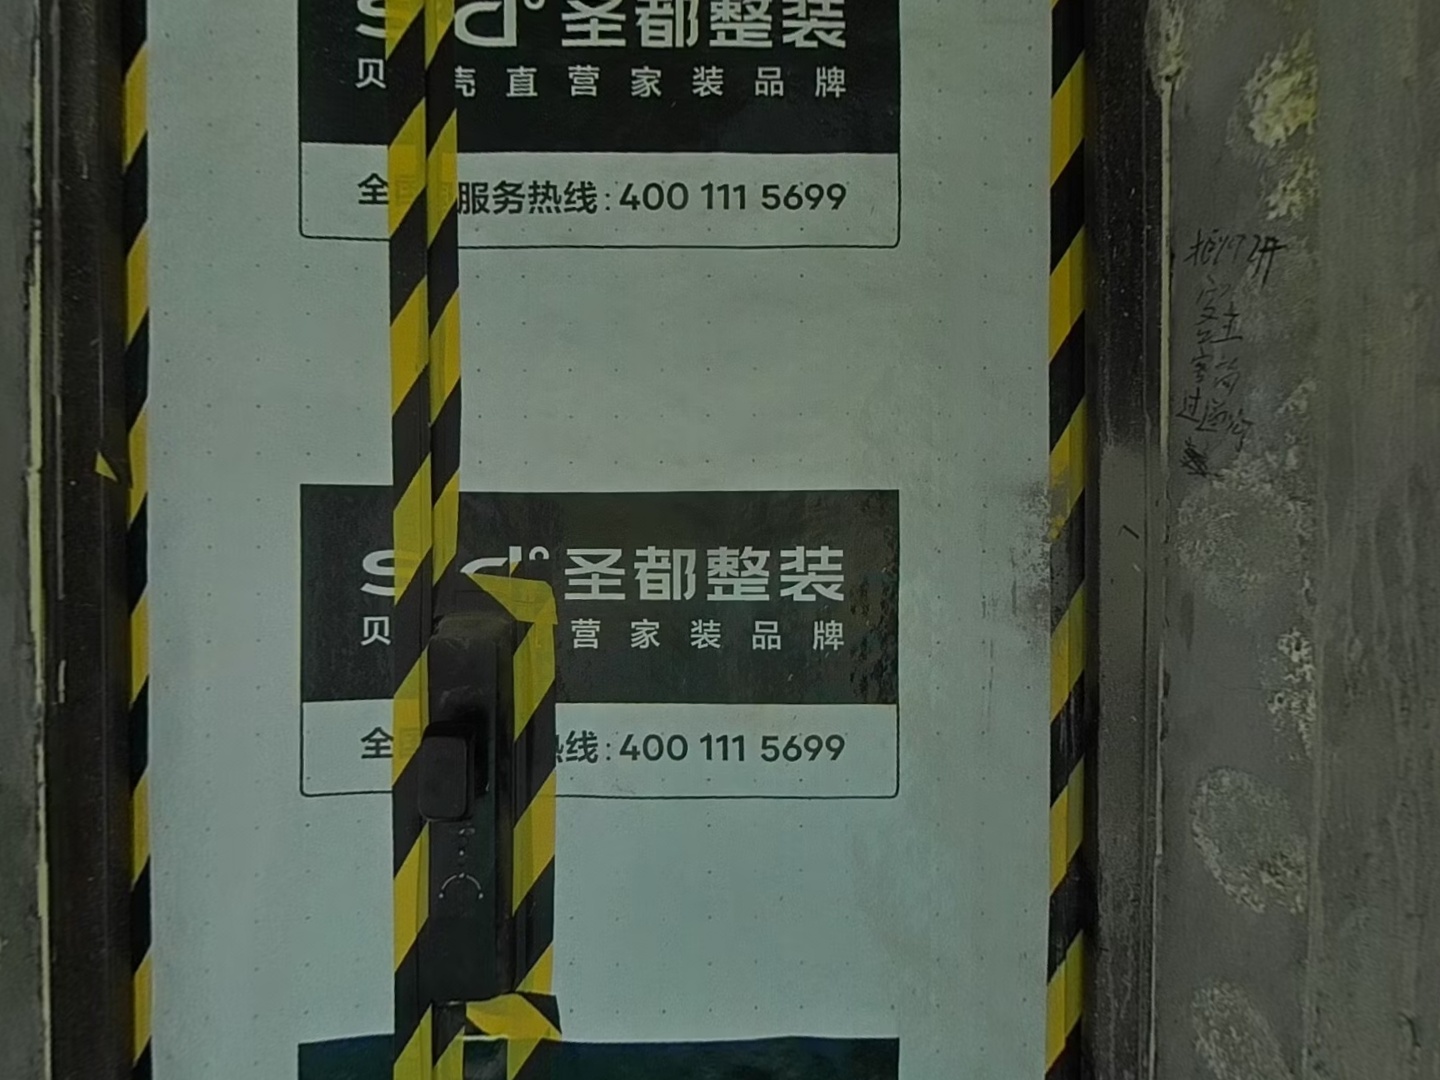 圣都整装
贝壳直营家装品牌
全国服务热线:400 111 5699
圣都整装
贝 营家装品牌
全 热线:400 111 5699